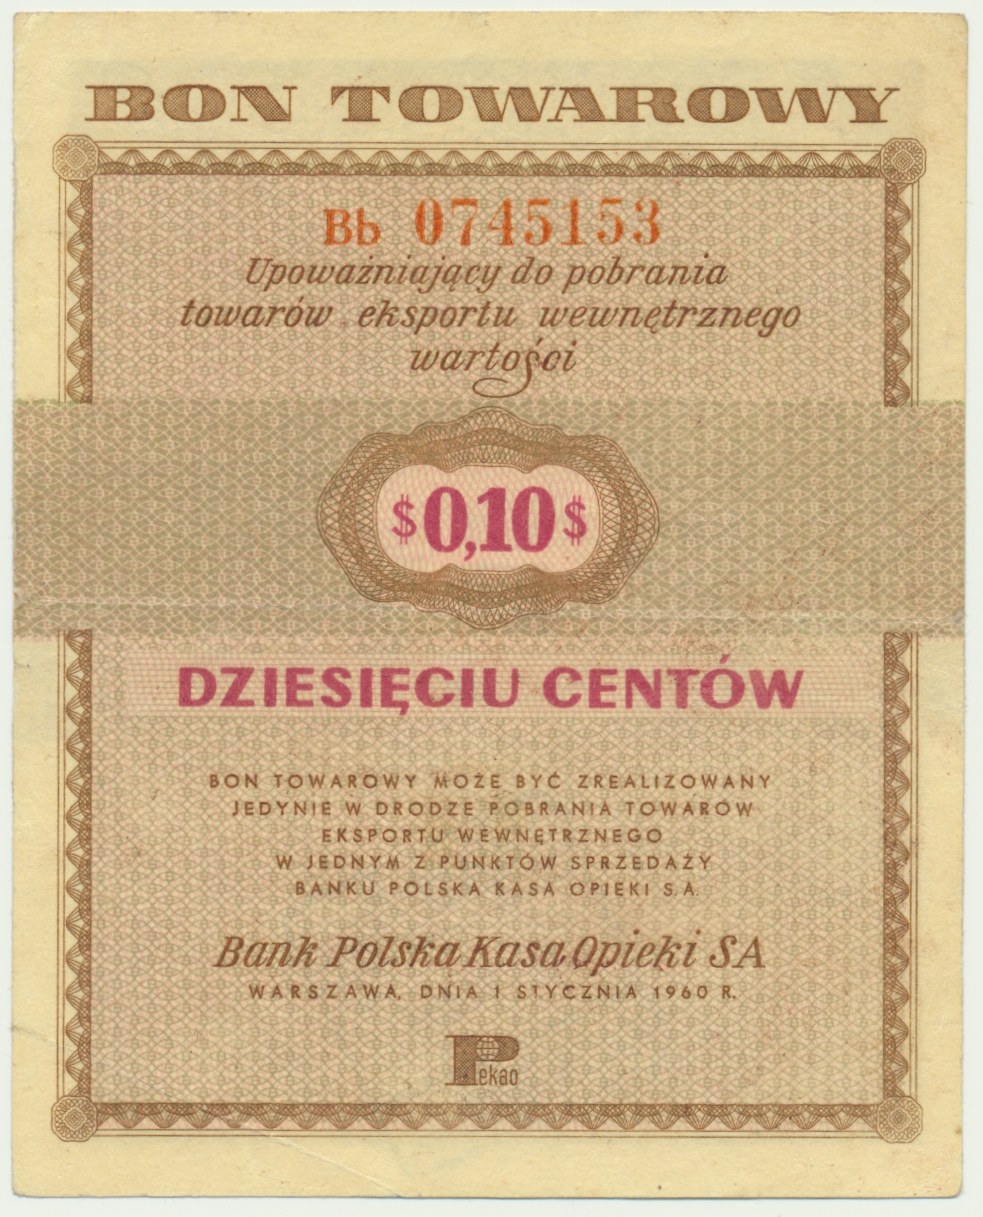 BON TOWAROWY
Bb 0745153
Upoważniający do pobrania
towarów eksportu wewnętrznego
wartości
$0,10$
DZIESIĘCIU CENTÓW
BON TOWAROWY MOŻE BYĆ ZREALIZOWANY
JEDYNIE W DRODZE POBRANIA TOWARÓW
EKSPORTU WEWNĘTRZNEGO
W JEDNYM Z PUNKTÓW SPRZEDAŻY
BANKU POLSKA KASA OPIEKI S.A.
Bank Polska Kasa Opieki SA
WARSZAWA, DNIA 1 STYCZNIA 1960 R.
Pekao